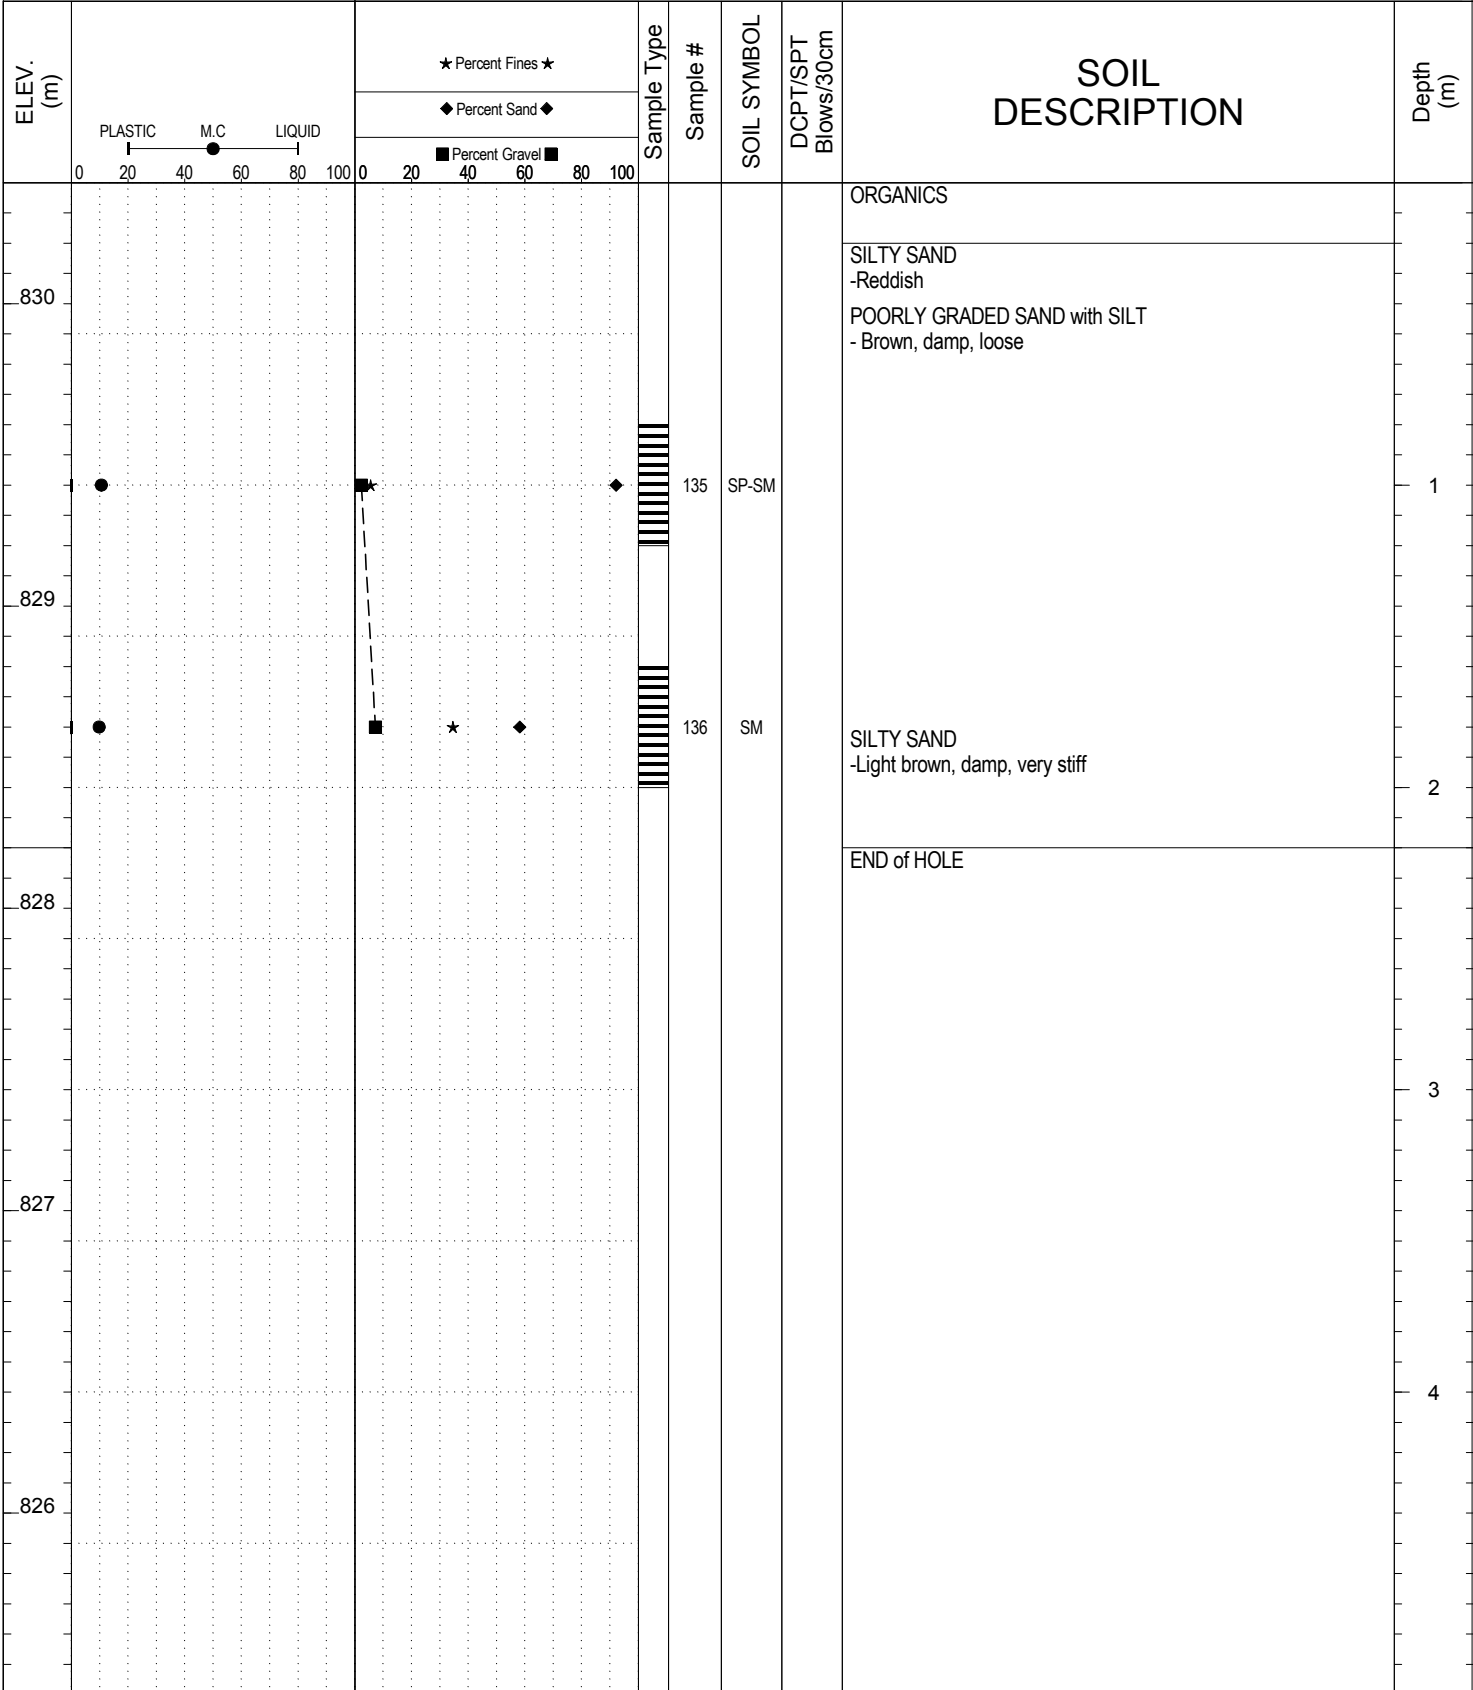 ELEV.
(m)
PLASTIC M.C LIQUID
0 20 40 60 80 100
★ Percent Fines ★
◆ Percent Sand ◆
■ Percent Gravel ■
0 20 40 60 80 100
Sample Type
Sample #
SOIL SYMBOL
DCPT/SPT
Blows/30cm
SOIL
DESCRIPTION
Depth
(m)
ORGANICS
SILTY SAND
-Reddish
830
POORLY GRADED SAND with SILT
- Brown, damp, loose
135 SP-SM 1
829
136 SM
SILTY SAND
-Light brown, damp, very stiff
2
END of HOLE
828
3
827
4
826